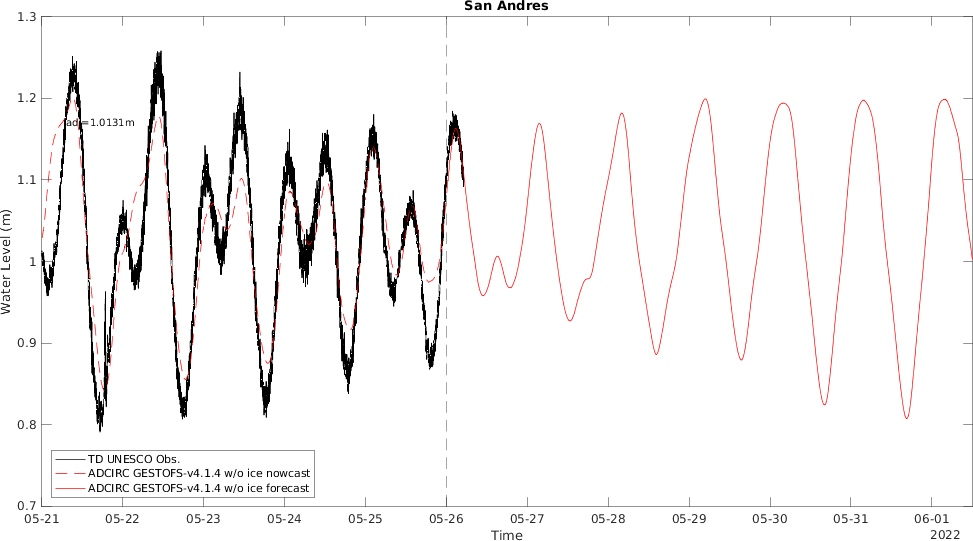 San Andres
1.3
1.2
1.1
1
0.9
0.8
0.7
Water Level (m)
=1.0131m
TD UNESCO Obs.
ADCIRC GESTOFS-v4.1.4 w/o ice nowcast
ADCIRC GESTOFS-v4.1.4 w/o ice forecast
05-21 05-22 05-23 05-24 05-25 05-26 05-27 05-28 05-29 05-30 05-31 06-01
Time
2022